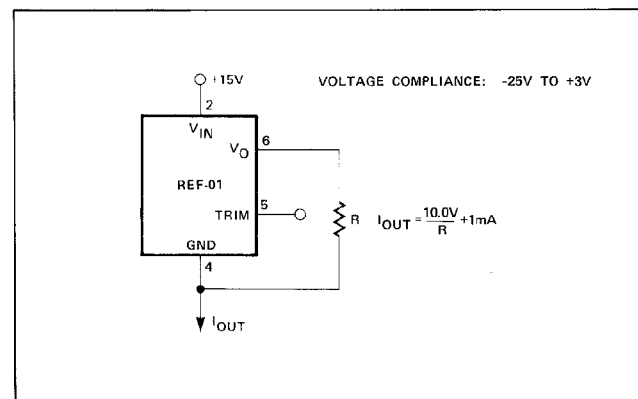 +15V
VOLTAGE COMPLIANCE: -25V TO +3V
2
VIN
VO
6
REF-01
TRIM
5
R
IOUT = 10.0V/R +1mA
GND
4
IOUT